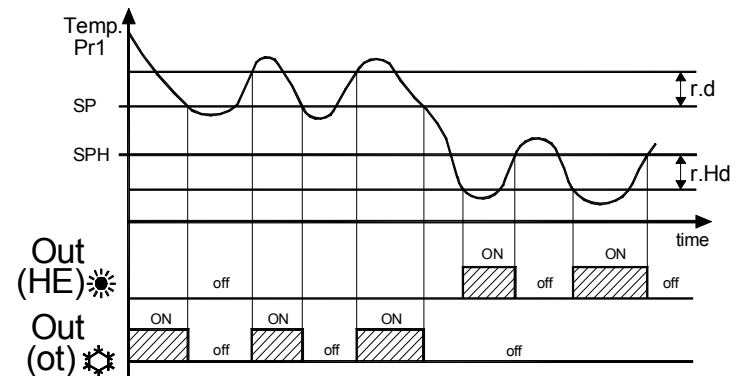 Temp.
Pr1
r.d
SP
SPH
r.Hd
time
Out
(HE)
off
ON
off
ON
off
Out
(ot)
ON
off
ON
off
ON
off